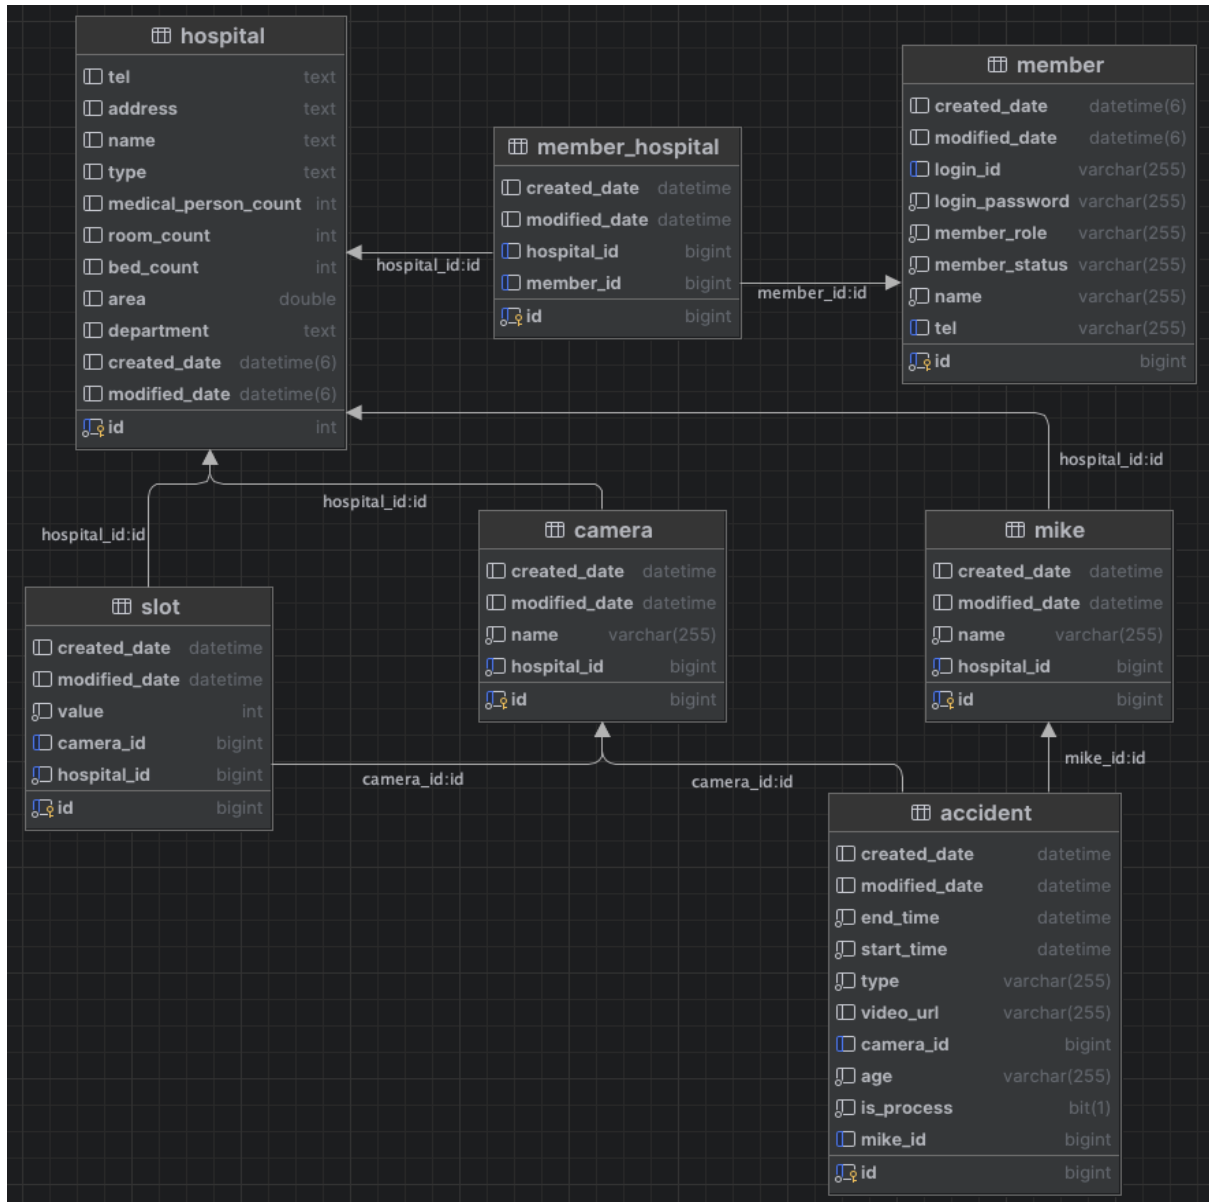 hospital
tel text
address text
name text
type text
medical_person_count int
room_count int
bed_count int
area double
department text
created_date datetime(6)
modified_date datetime(6)
id int
member_hospital
created_date datetime
modified_date datetime
hospital_id bigint
member_id bigint
id bigint
member
created_date datetime(6)
modified_date datetime(6)
login_id varchar(255)
login_password varchar(255)
member_role varchar(255)
member_status varchar(255)
name varchar(255)
tel varchar(255)
id bigint
hospital_id:id
member_id:id
hospital_id:id
hospital_id:id
hospital_id:id
slot
created_date datetime
modified_date datetime
value int
camera_id bigint
hospital_id bigint
id bigint
camera
created_date datetime
modified_date datetime
name varchar(255)
hospital_id bigint
id bigint
mike
created_date datetime
modified_date datetime
name varchar(255)
hospital_id bigint
id bigint
camera_id:id
camera_id:id
mike_id:id
accident
created_date datetime
modified_date datetime
end_time datetime
start_time datetime
type varchar(255)
video_url varchar(255)
camera_id bigint
age varchar(255)
is_process bit(1)
mike_id bigint
id bigint